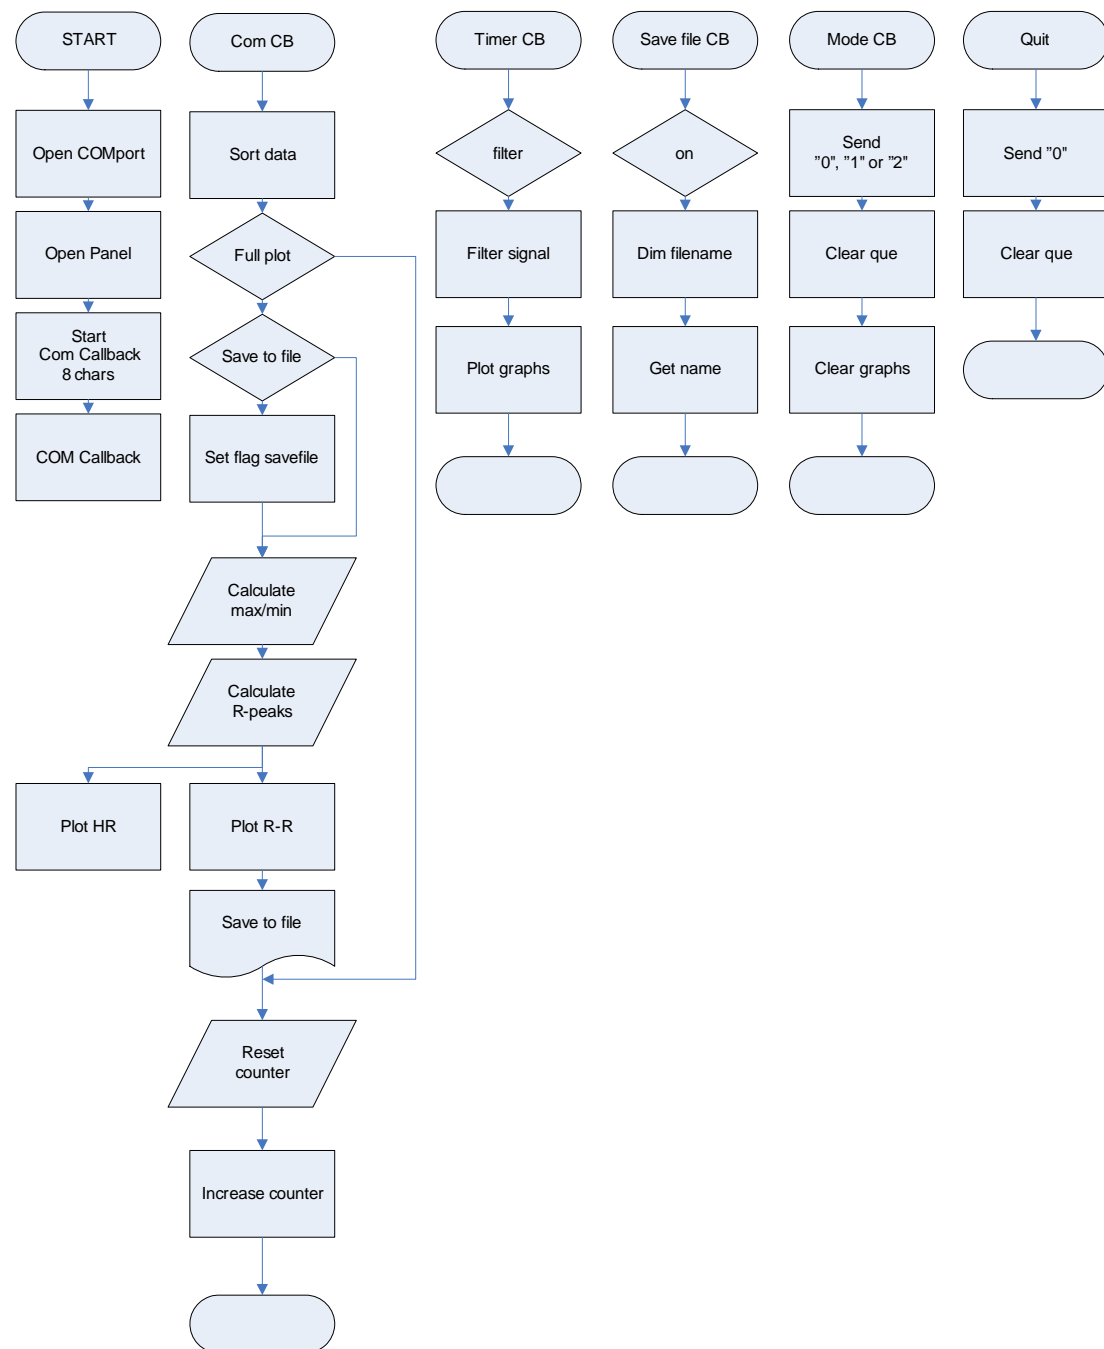 START
Open COMport
Open Panel
Start
Com Callback
8 chars
COM Callback
Com CB
Sort data
Full plot
Save to file
Set flag savefile
Calculate
max/min
Calculate
R-peaks
Plot HR
Plot R-R
Save to file
Reset
counter
Increase counter
Timer CB
filter
Filter signal
Plot graphs
Save file CB
on
Dim filename
Get name
Mode CB
Send
"0", "1" or "2"
Clear que
Clear graphs
Quit
Send "0"
Clear que